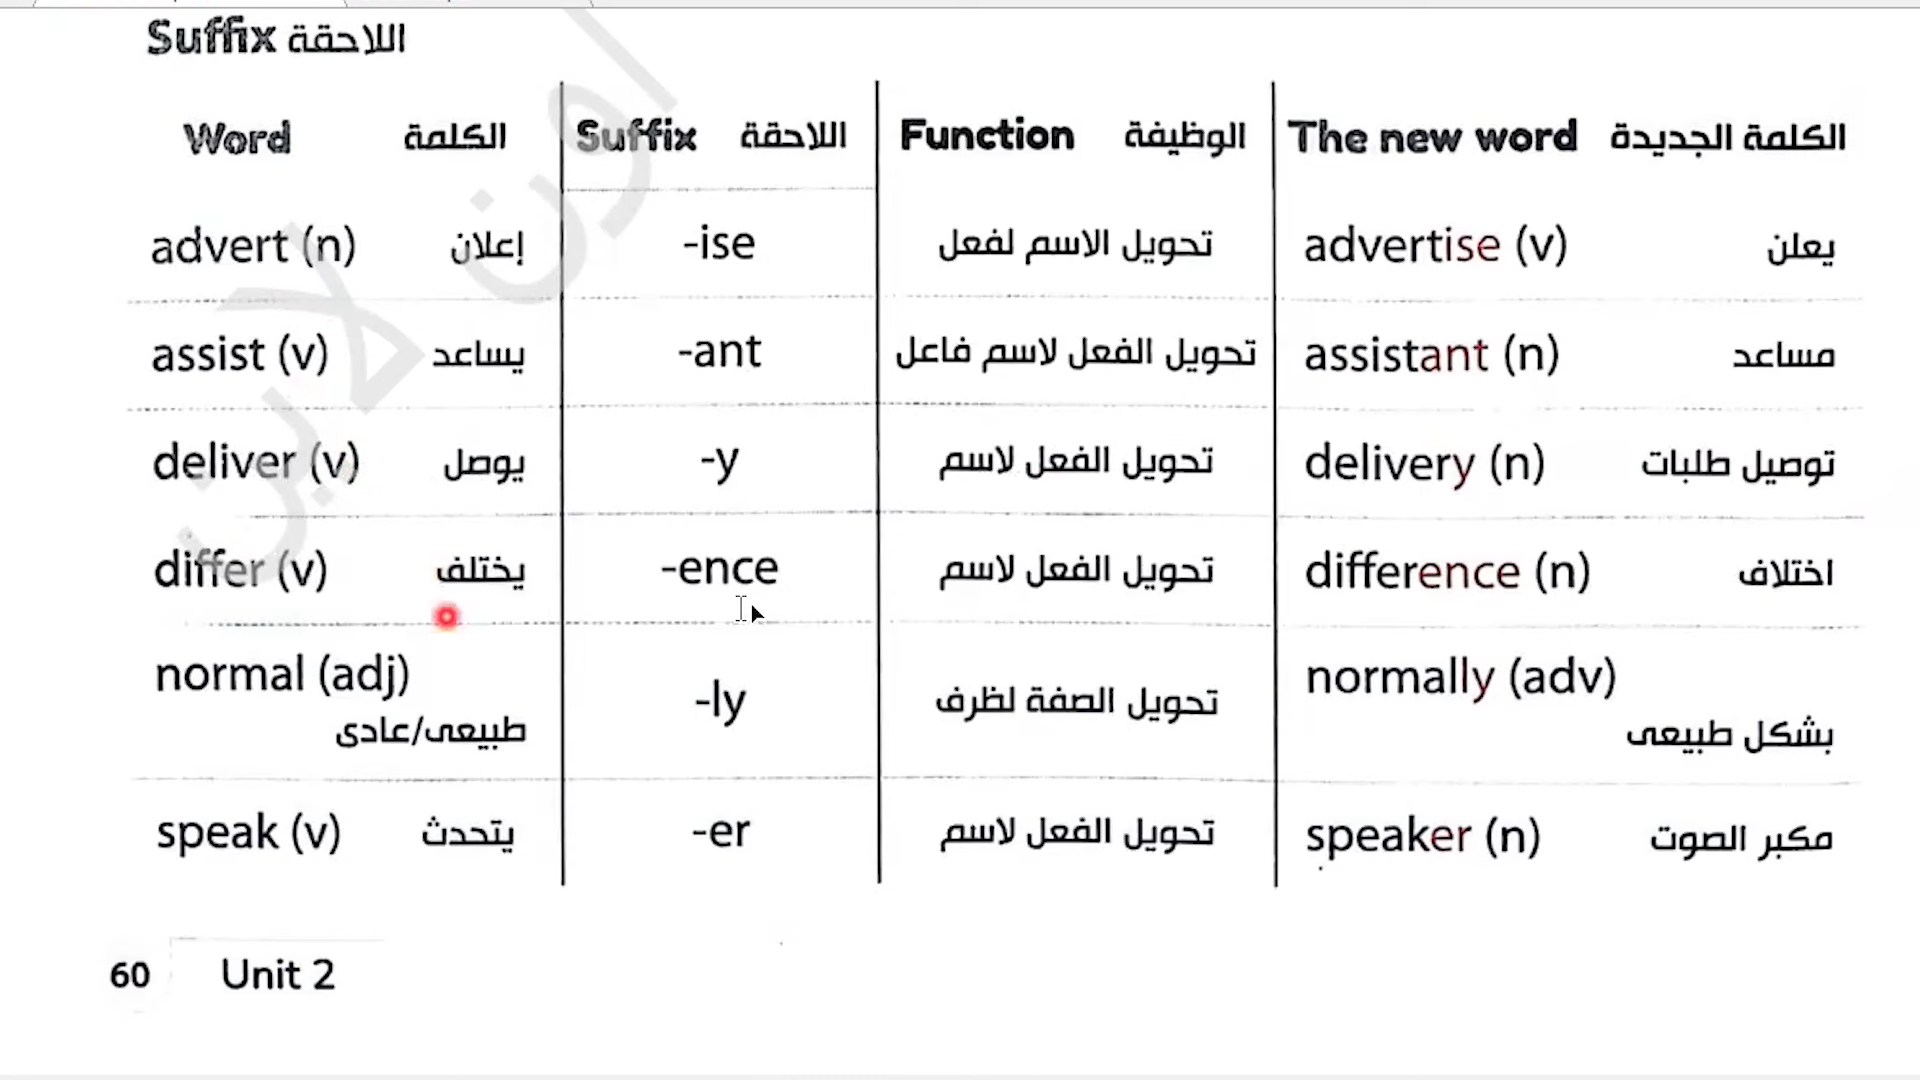 Suffix اللاحقة
Word الكلمة Suffix اللاحقة Function الوظيفة The new word الكلمة الجديدة
advert (n) إعلان -ise تحويل الاسم لفعل advertise (v) يعلن
assist (v) يساعد -ant تحويل الفعل لاسم فاعل assistant (n) مساعد
deliver (v) يوصل -y تحويل الفعل لاسم delivery (n) توصيل طلبات
differ (v) يختلف -ence تحويل الفعل لاسم difference (n) اختلاف
normal (adj) طبيعى/عادى -ly تحويل الصفة لظرف normally (adv) بشكل طبيعى
speak (v) يتحدث -er تحويل الفعل لاسم speaker (n) مكبر الصوت
60 Unit 2
اون لاين